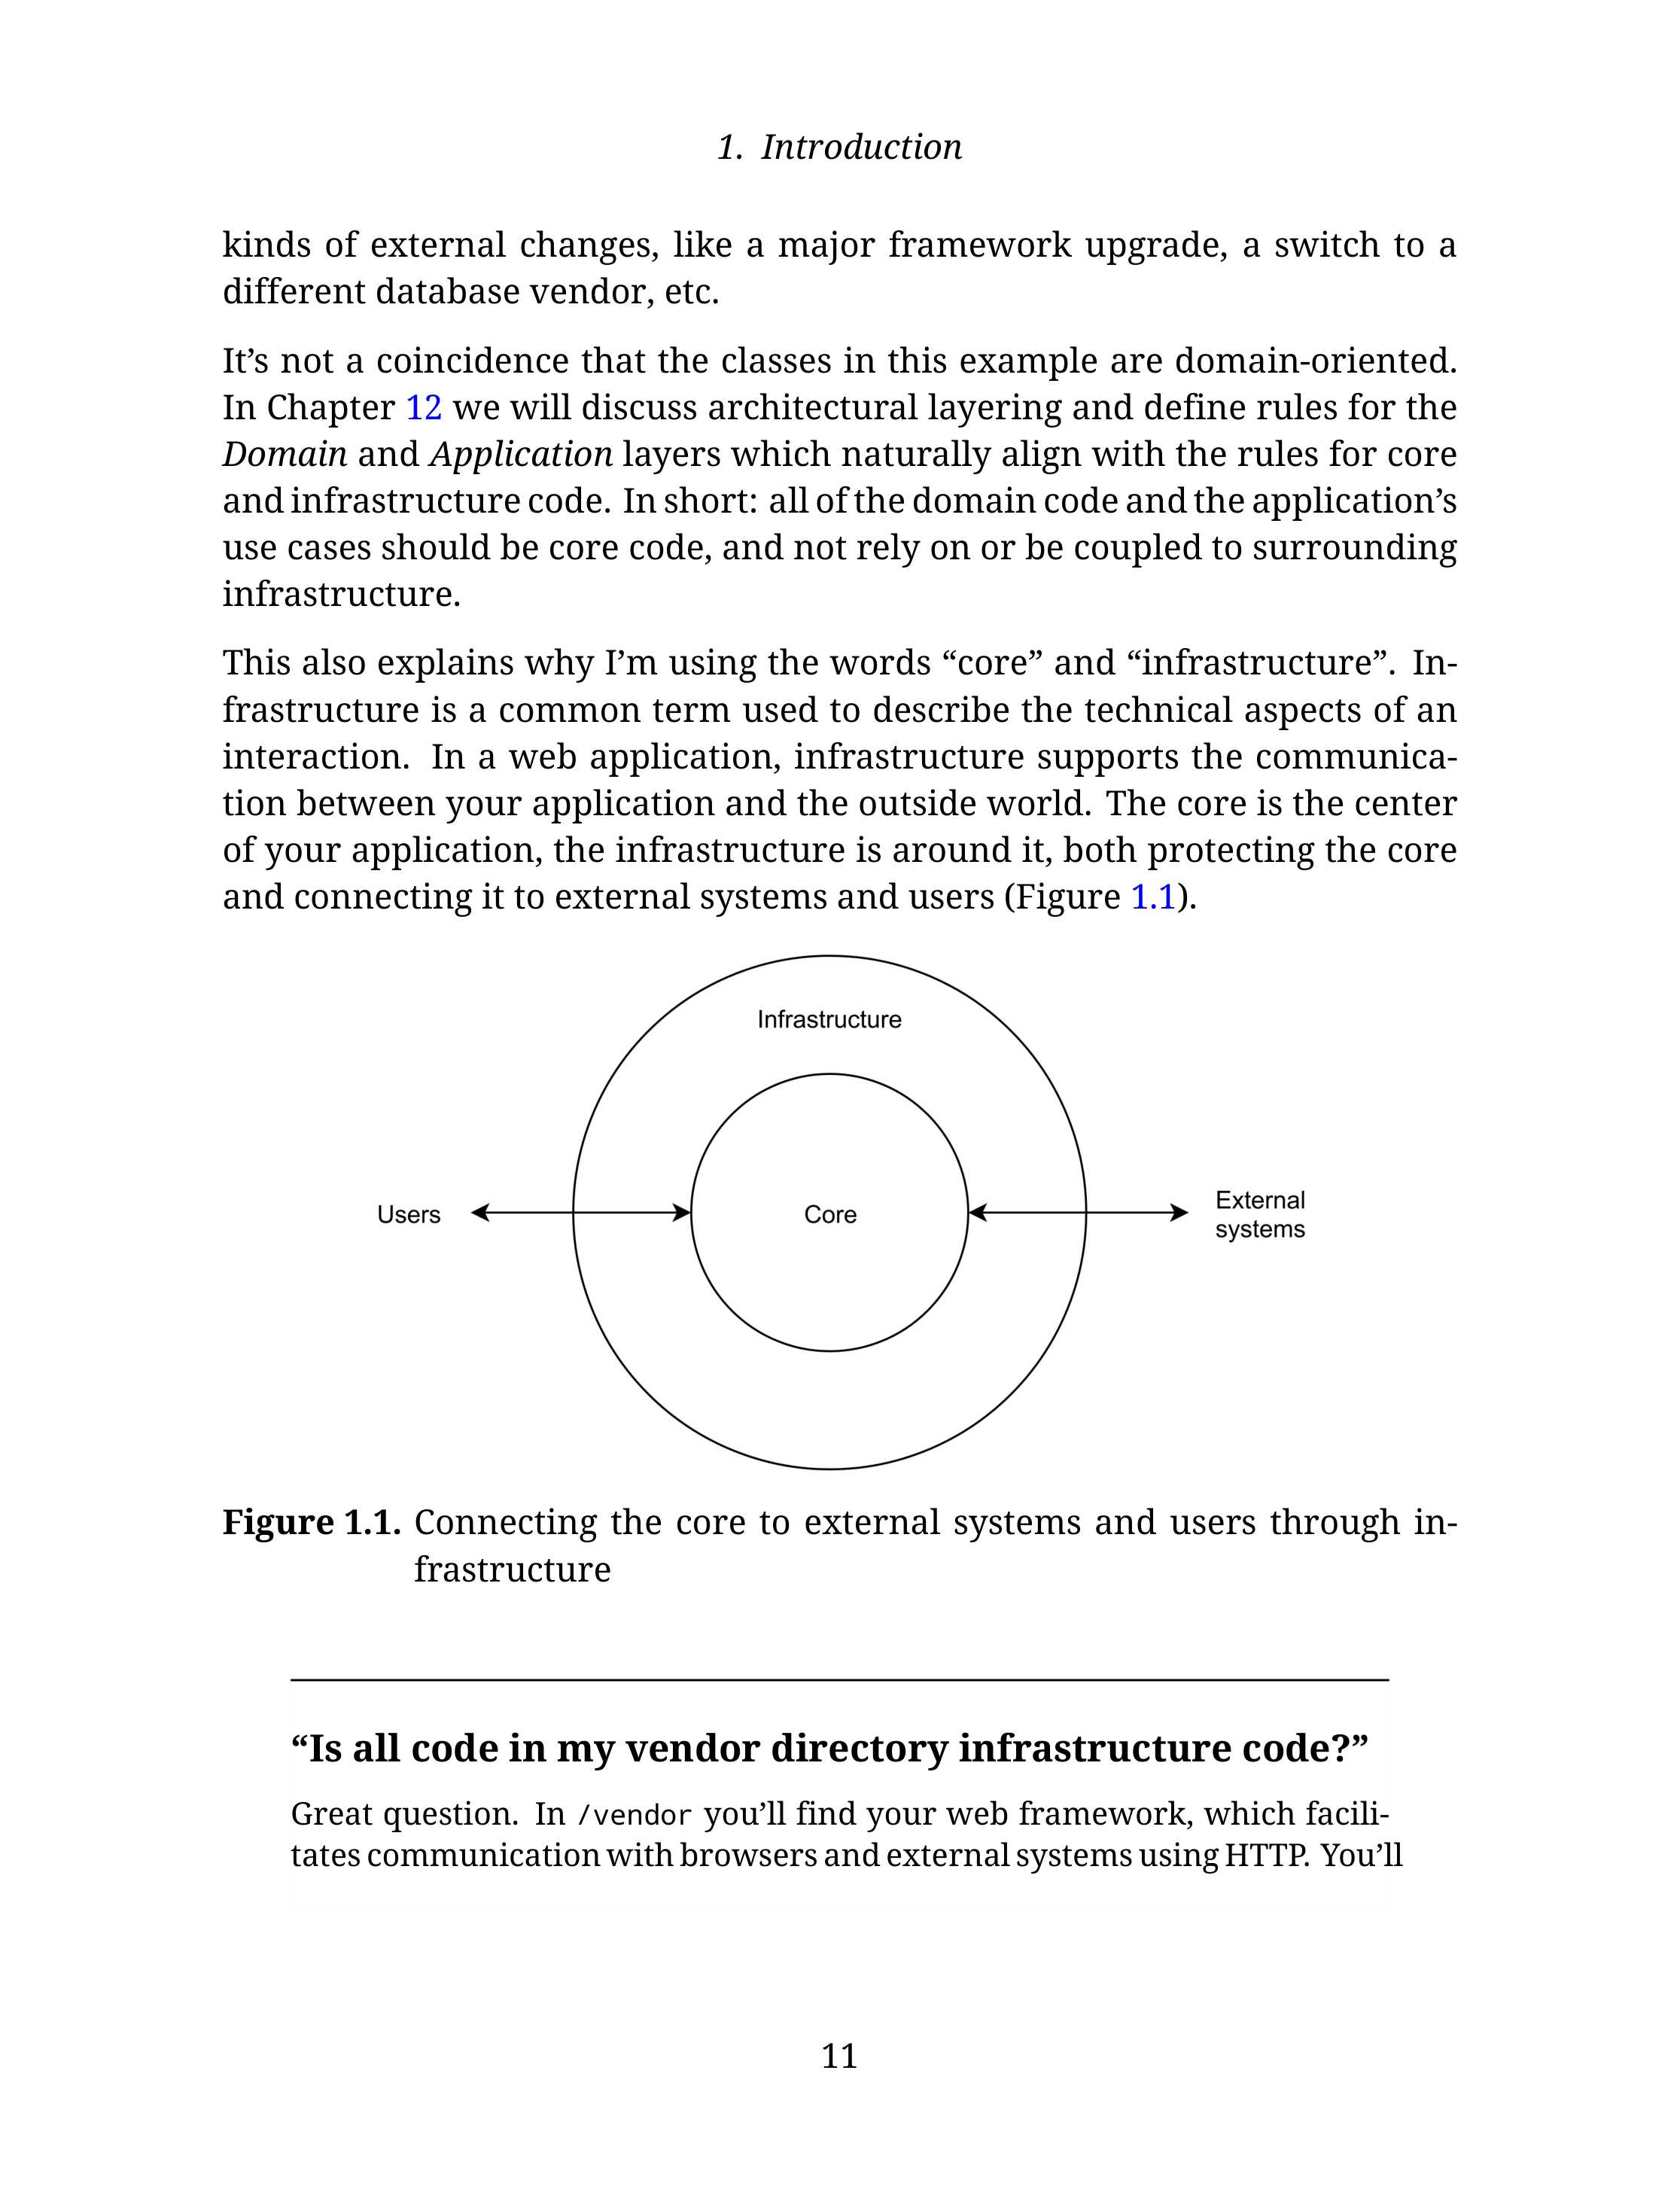 1. Introduction
kinds of external changes, like a major framework upgrade, a switch to a
different database vendor, etc.
It’s not a coincidence that the classes in this example are domain-oriented.
In Chapter 12 we will discuss architectural layering and define rules for the
Domain and Application layers which naturally align with the rules for core
and infrastructure code. In short: all of the domain code and the application’s
use cases should be core code, and not rely on or be coupled to surrounding
infrastructure.
This also explains why I’m using the words “core” and “infrastructure”. In-
frastructure is a common term used to describe the technical aspects of an
interaction. In a web application, infrastructure supports the communica-
tion between your application and the outside world. The core is the center
of your application, the infrastructure is around it, both protecting the core
and connecting it to external systems and users (Figure 1.1).
Infrastructure
Users
Core
External
systems
Figure 1.1. Connecting the core to external systems and users through in-
frastructure
“Is all code in my vendor directory infrastructure code?”
Great question. In /vendor you’ll find your web framework, which facili-
tates communication with browsers and external systems using HTTP. You’ll
11